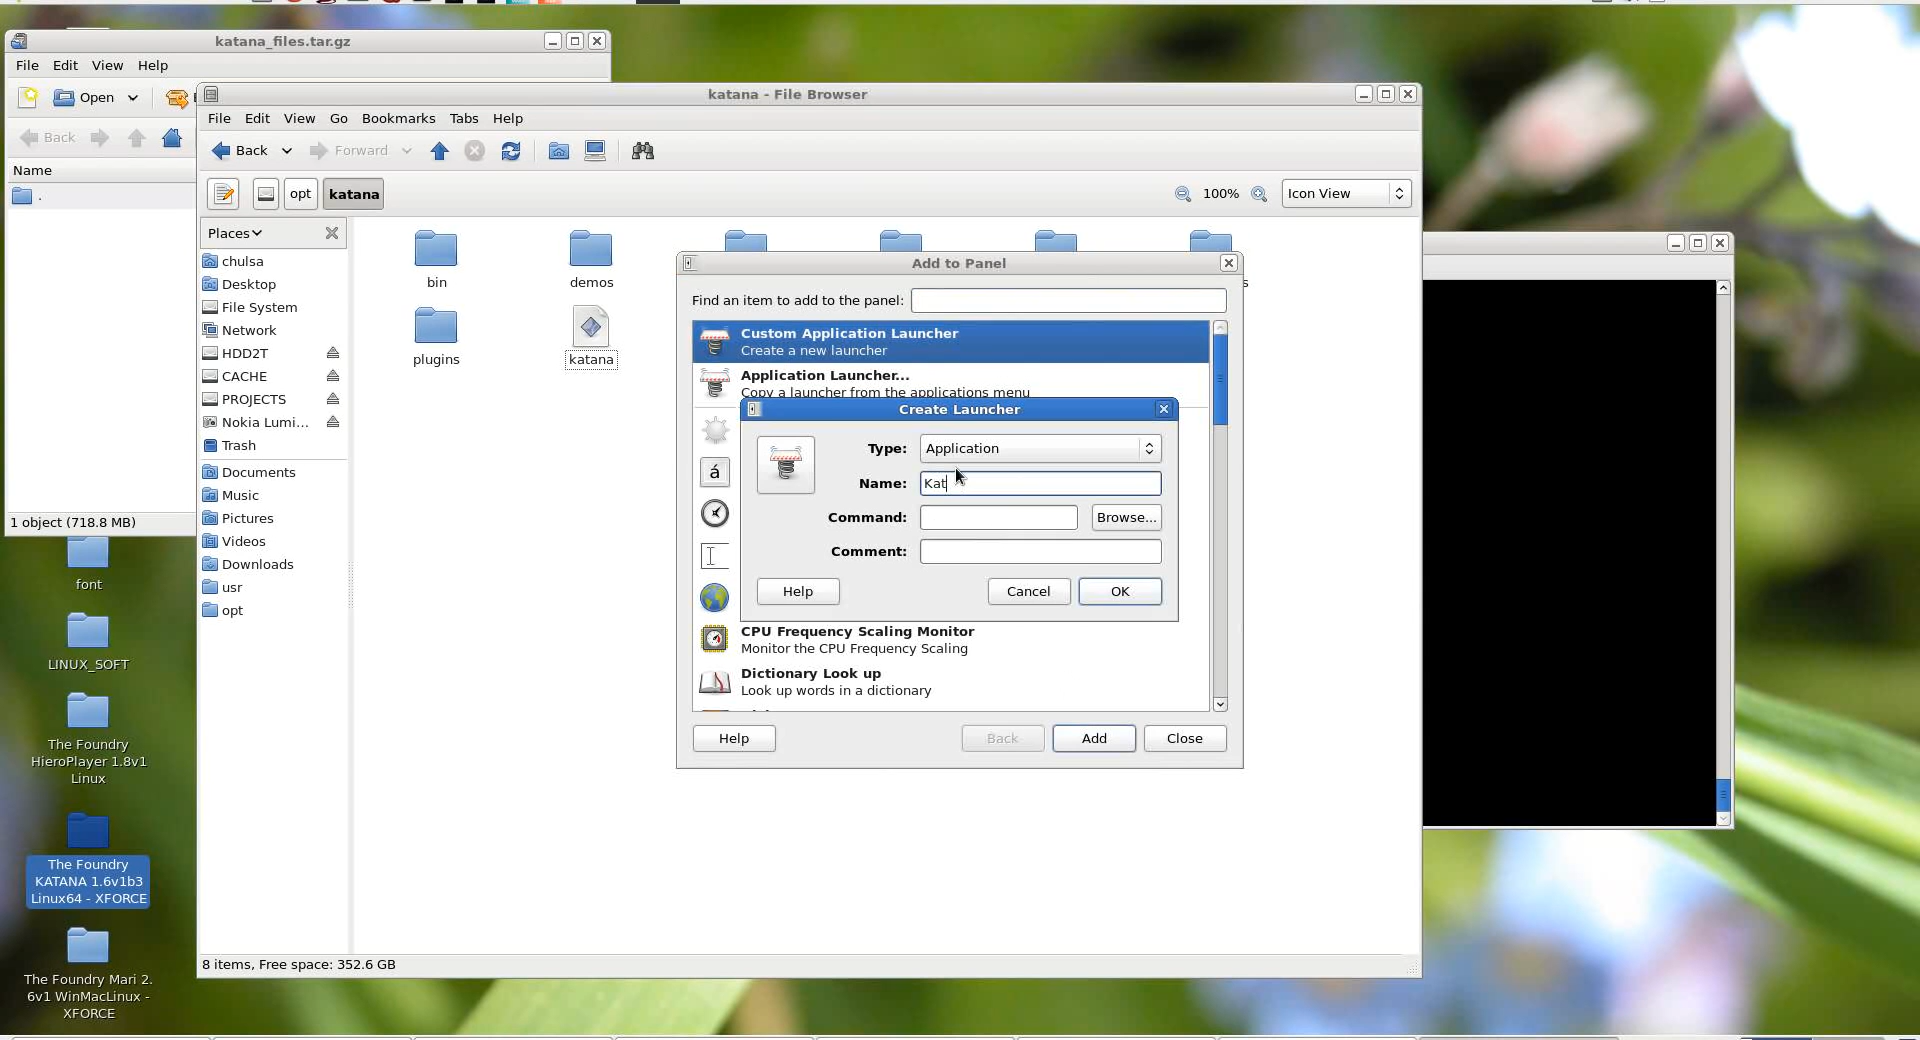 katana_files.tar.gz
File Edit View Help
Open
Back
Name
.
1 object (718.8 MB)
katana - File Browser
File Edit View Go Bookmarks Tabs Help
Back Forward
opt katana
100% Icon View
Places
chulsa
Desktop
File System
Network
HDD2T
CACHE
PROJECTS
Nokia Lumi...
Trash
Documents
Music
Pictures
Videos
Downloads
usr
opt
bin
demos
s
plugins
katana
8 items, Free space: 352.6 GB
Add to Panel
Find an item to add to the panel:
Custom Application Launcher
Create a new launcher
Application Launcher...
Copy a launcher from the applications menu
á
CPU Frequency Scaling Monitor
Monitor the CPU Frequency Scaling
Dictionary Look up
Look up words in a dictionary
Help Back Add Close
Create Launcher
Type: Application
Name: Kat
Command: Browse...
Comment:
Help Cancel OK
font
LINUX_SOFT
The Foundry
HieroPlayer 1.8v1
Linux
The Foundry
KATANA 1.6v1b3
Linux64 - XFORCE
The Foundry Mari 2.
6v1 WinMacLinux -
XFORCE